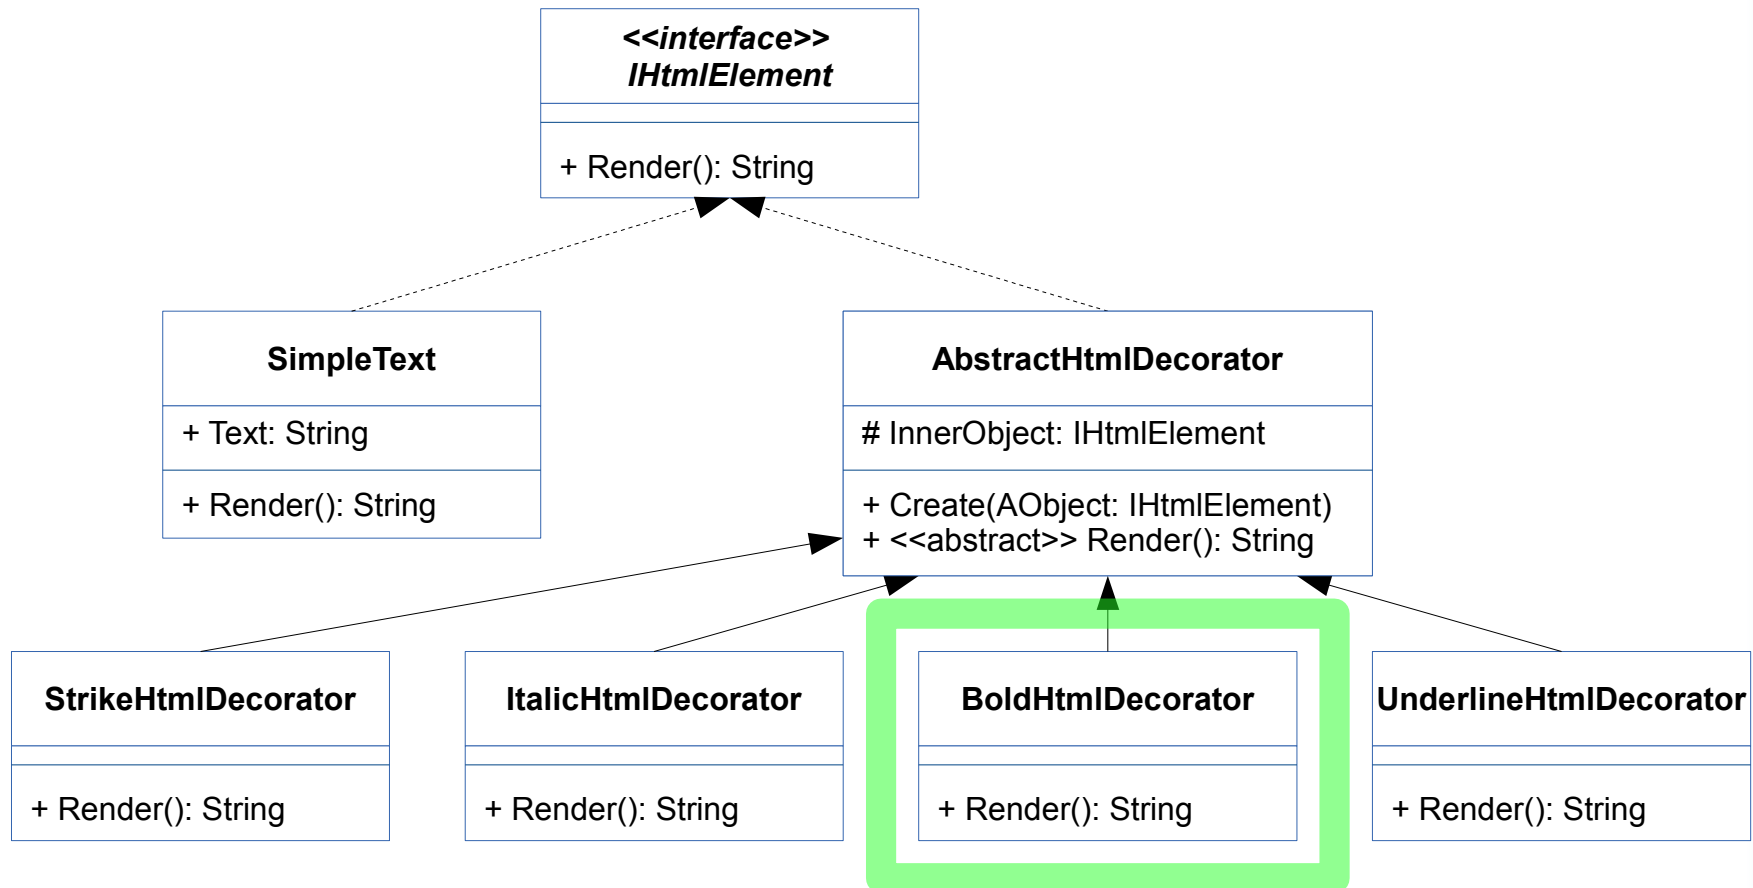 <<interface>>
IHtmlElement
+ Render(): String
SimpleText
+ Text: String
+ Render(): String
AbstractHtmlDecorator
# InnerObject: IHtmlElement
+ Create(AObject: IHtmlElement)
+ <<abstract>> Render(): String
StrikeHtmlDecorator
+ Render(): String
ItalicHtmlDecorator
+ Render(): String
BoldHtmlDecorator
+ Render(): String
UnderlineHtmlDecorator
+ Render(): String